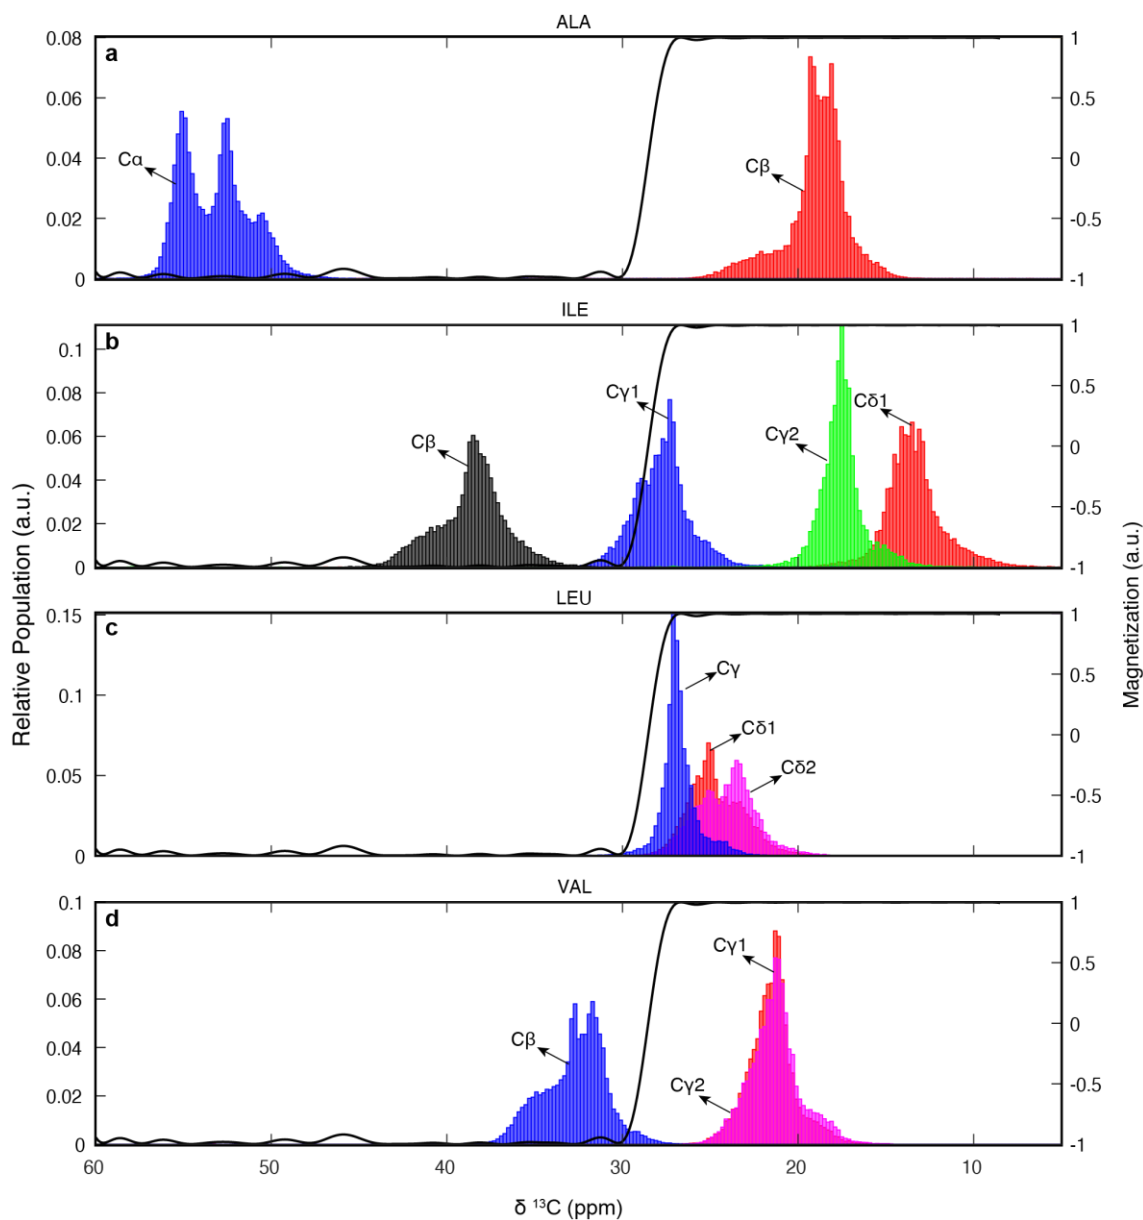 ALA
a
0.08
0.06
0.04
0.02
0
Cα
Cβ
1
0.5
0
-0.5
-1
ILE
b
0.1
0.08
0.06
0.04
0.02
0
Cβ
Cγ1
Cγ2
Cδ1
1
0.5
0
-0.5
-1
LEU
c
0.15
0.1
0.05
0
Cγ
Cδ1
Cδ2
1
0.5
0
-0.5
-1
VAL
d
0.1
0.08
0.06
0.04
0.02
0
Cβ
Cγ1
Cγ2
1
0.5
0
-0.5
-1
60
50
40
30
20
10
δ ¹³C (ppm)
Relative Population (a.u.)
Magnetization (a.u.)